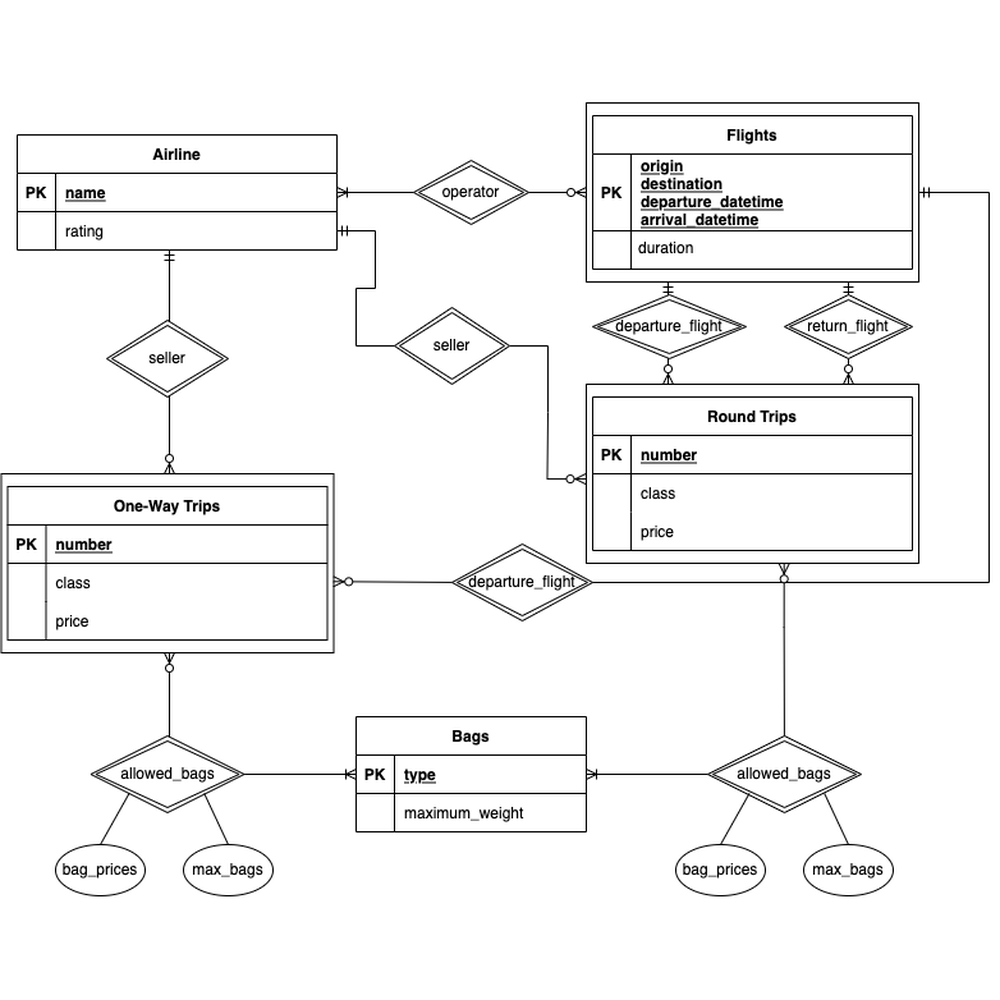 Airline
PK name
rating
operator
Flights
PK
origin
destination
departure_datetime
arrival_datetime
duration
seller
seller
departure_flight
return_flight
Round Trips
PK number
class
price
One-Way Trips
PK number
class
price
departure_flight
allowed_bags
bag_prices
max_bags
Bags
PK type
maximum_weight
allowed_bags
bag_prices
max_bags